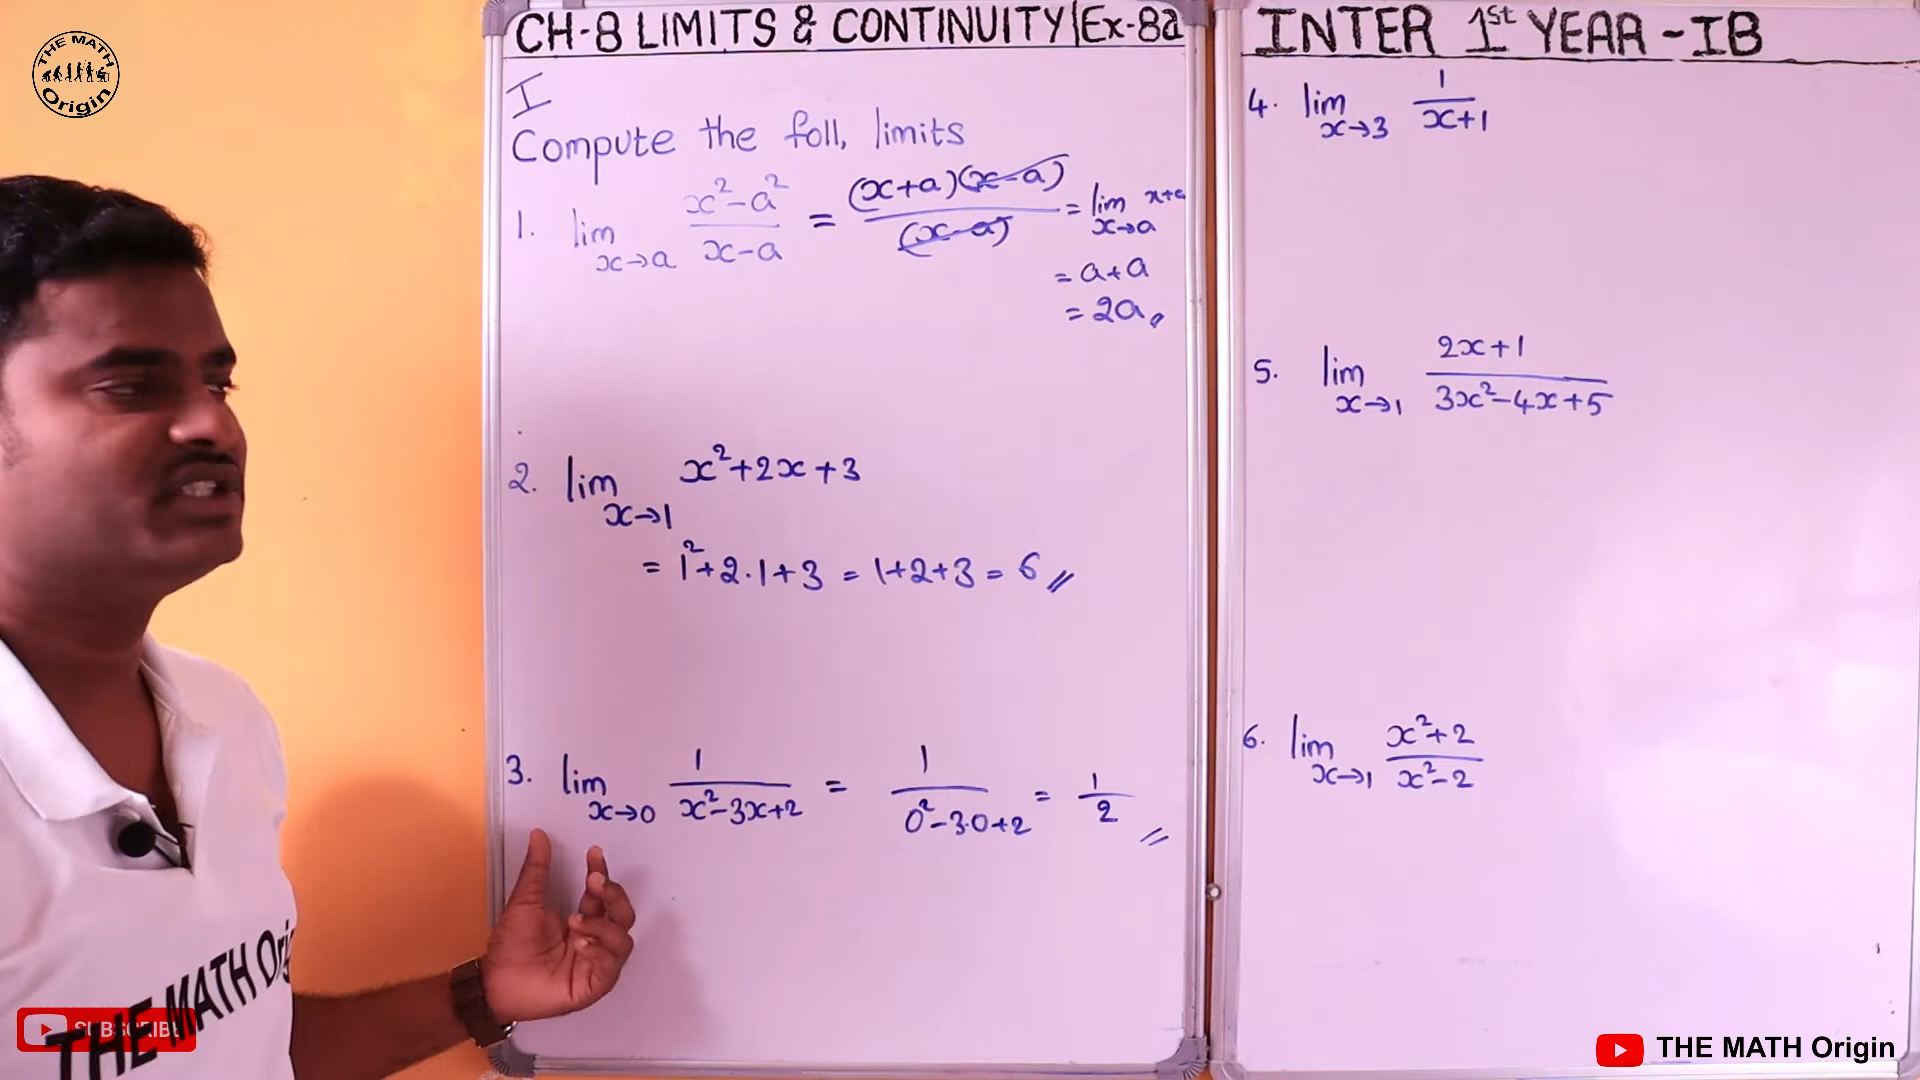 THE MATH
Origin
CH-8 LIMITS & CONTINUITY|Ex-8a
I
Compute the foll, limits
1. lim x→a (x²-a²)/(x-a) = (x+a)(x-a)/(x-a) = lim x→a x+a
= a+a
= 2a
2. lim x→1 x²+2x+3
= 1²+2.1+3 = 1+2+3 = 6
3. lim x→0 1/(x²-3x+2) = 1/(0²-3.0+2) = 1/2
INTER 1st YEAR - IB
4. lim x→3 1/(x+1)
5. lim x→1 (2x+1)/(3x²-4x+5)
6. lim x→1 (x²+2)/(x²-2)
THE MATH Ori
SUBSCRIBE
THE MATH Origin